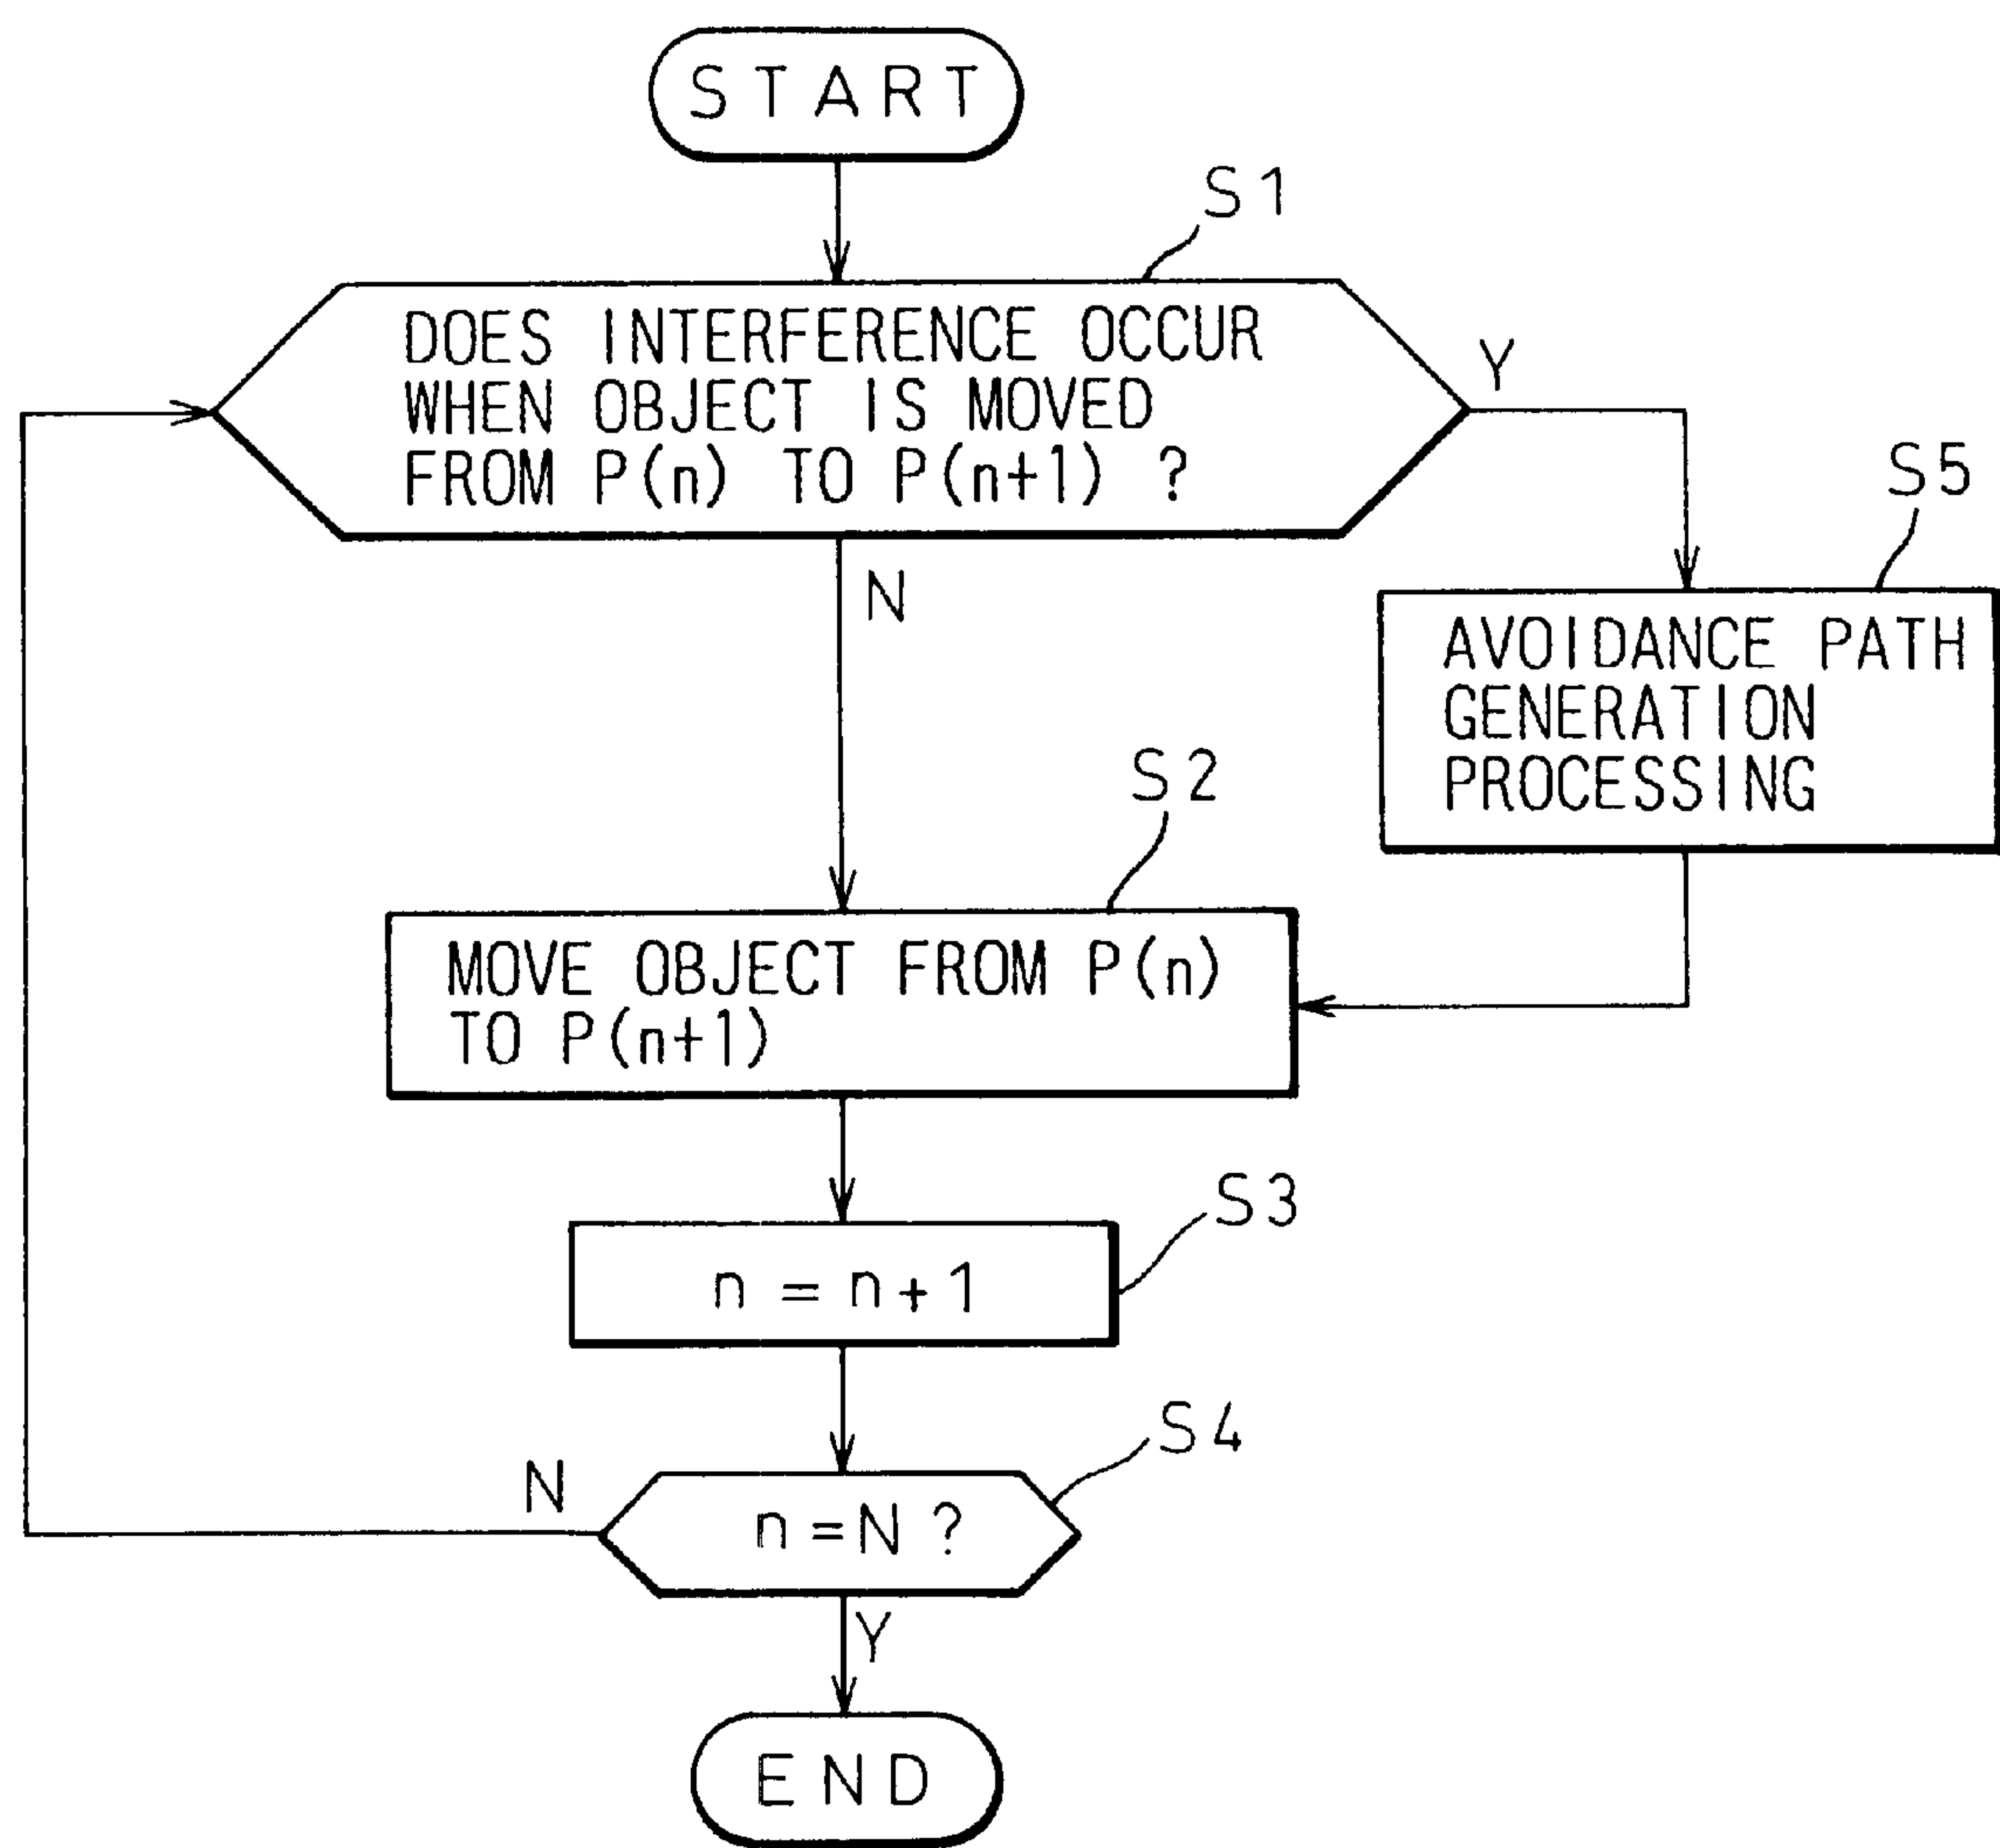 START
S1
DOES INTERFERENCE OCCUR
WHEN OBJECT IS MOVED
FROM P(n) TO P(n+1) ?
Y
N
S5
AVOIDANCE PATH
GENERATION
PROCESSING
S2
MOVE OBJECT FROM P(n)
TO P(n+1)
S3
n = n+1
S4
N
n=N ?
Y
END